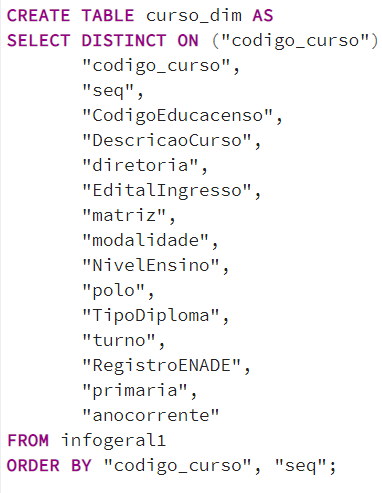 CREATE TABLE curso_dim AS
SELECT DISTINCT ON ("codigo_curso")
"codigo_curso",
"seq",
"CodigoEducacenso",
"DescricaoCurso",
"diretoria",
"EditalIngresso",
"matriz",
"modalidade",
"NivelEnsino",
"polo",
"TipoDiploma",
"turno",
"RegistroENADE",
"primaria",
"anocorrente"
FROM infogeral1
ORDER BY "codigo_curso", "seq";